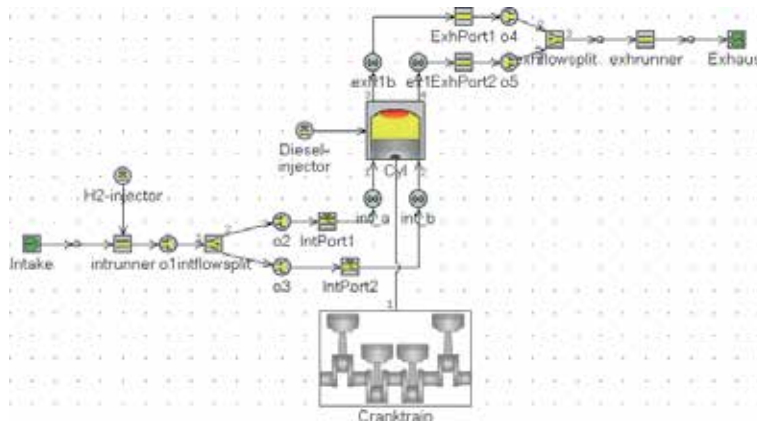 ExhPort1 o4
exhflowsplit exhrunner Exhaus
ExhPort2 o5
Diesel-
injector
Cyl
H2-injector
int_a
int_b
o2 IntPort1
Intake
intrunner o1 intflowsplit
o3 IntPort2
1
Cranktrain